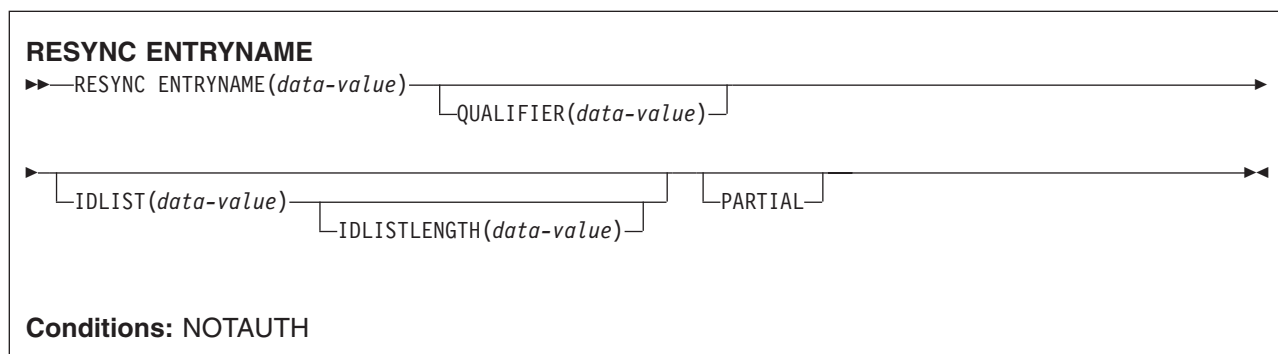 RESYNC ENTRYNAME
RESYNC ENTRYNAME(data-value)
QUALIFIER(data-value)
IDLIST(data-value)
IDLISTLENGTH(data-value)
PARTIAL
Conditions: NOTAUTH